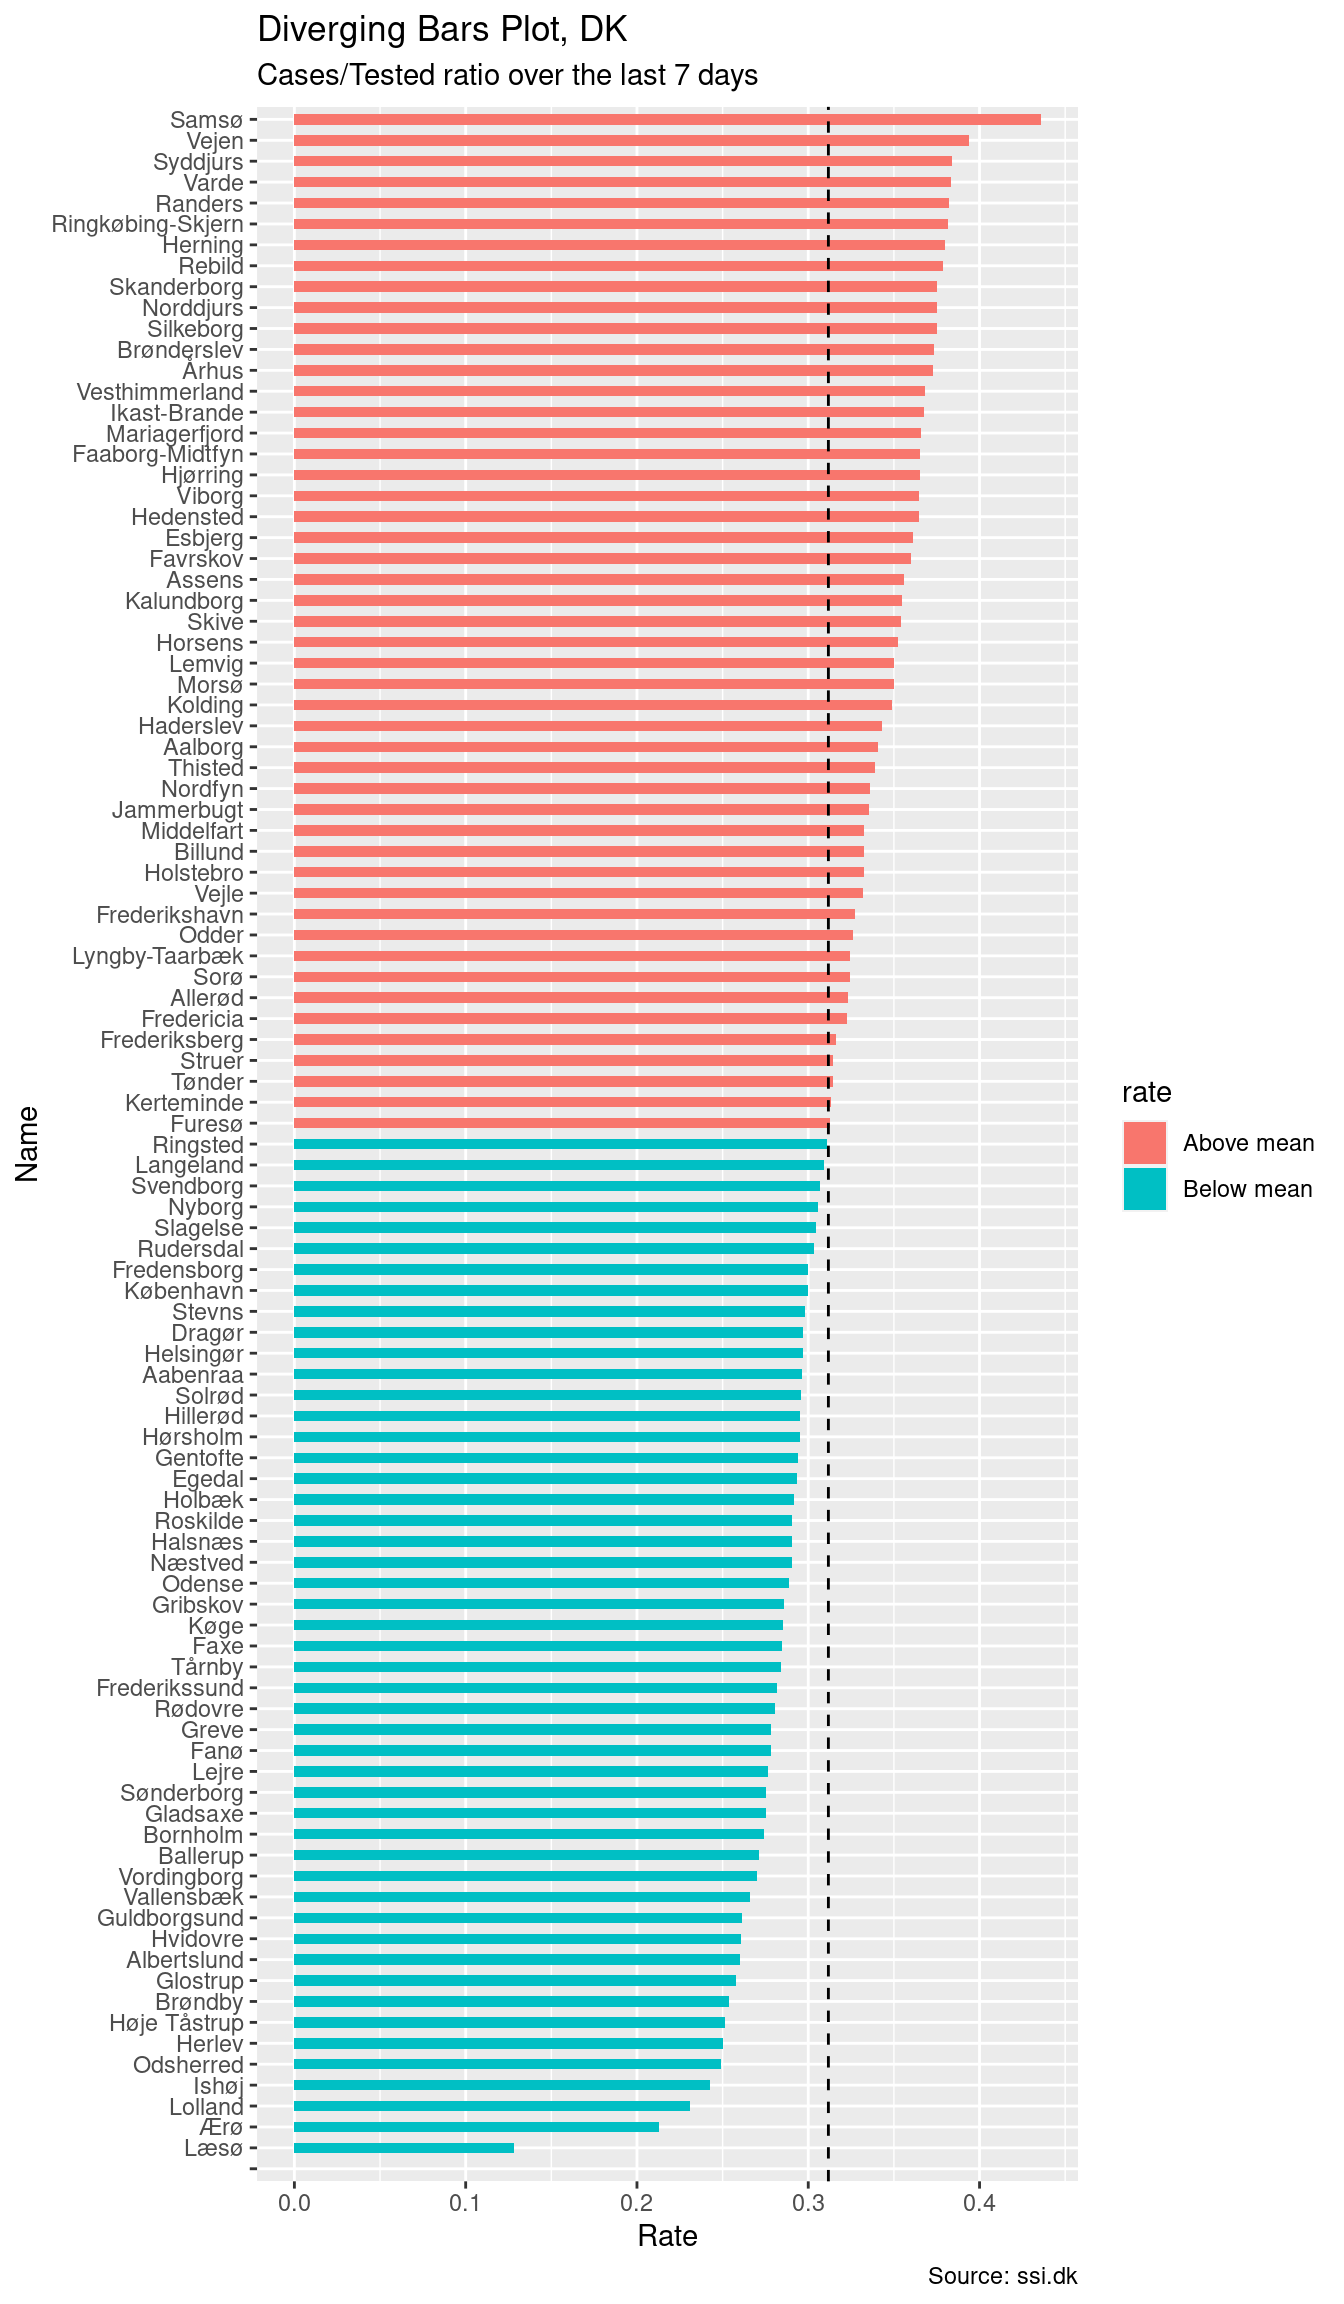 Diverging Bars Plot, DK
Cases/Tested ratio over the last 7 days
Samsø
Vejen
Syddjurs
Varde
Randers
Ringkøbing-Skjern
Herning
Rebild
Skanderborg
Norddjurs
Silkeborg
Brønderslev
Århus
Vesthimmerland
Ikast-Brande
Mariagerfjord
Faaborg-Midtfyn
Hjørring
Viborg
Hedensted
Esbjerg
Favrskov
Assens
Kalundborg
Skive
Horsens
Lemvig
Morsø
Kolding
Haderslev
Aalborg
Thisted
Nordfyn
Jammerbugt
Middelfart
Billund
Holstebro
Vejle
Frederikshavn
Odder
Lyngby-Taarbæk
Sorø
Allerød
Fredericia
Frederiksberg
Struer
Tønder
Kerteminde
Furesø
Ringsted
Langeland
Svendborg
Nyborg
Slagelse
Rudersdal
Fredensborg
København
Stevns
Dragør
Helsingør
Aabenraa
Solrød
Hillerød
Hørsholm
Gentofte
Egedal
Holbæk
Roskilde
Halsnæs
Næstved
Odense
Gribskov
Køge
Faxe
Tårnby
Frederikssund
Rødovre
Greve
Fanø
Lejre
Sønderborg
Gladsaxe
Bornholm
Ballerup
Vordingborg
Vallensbæk
Guldborgsund
Hvidovre
Albertslund
Glostrup
Brøndby
Høje Tåstrup
Herlev
Odsherred
Ishøj
Lolland
Ærø
Læsø
Name
0.0 0.1 0.2 0.3 0.4
Rate
rate
Above mean
Below mean
Source: ssi.dk